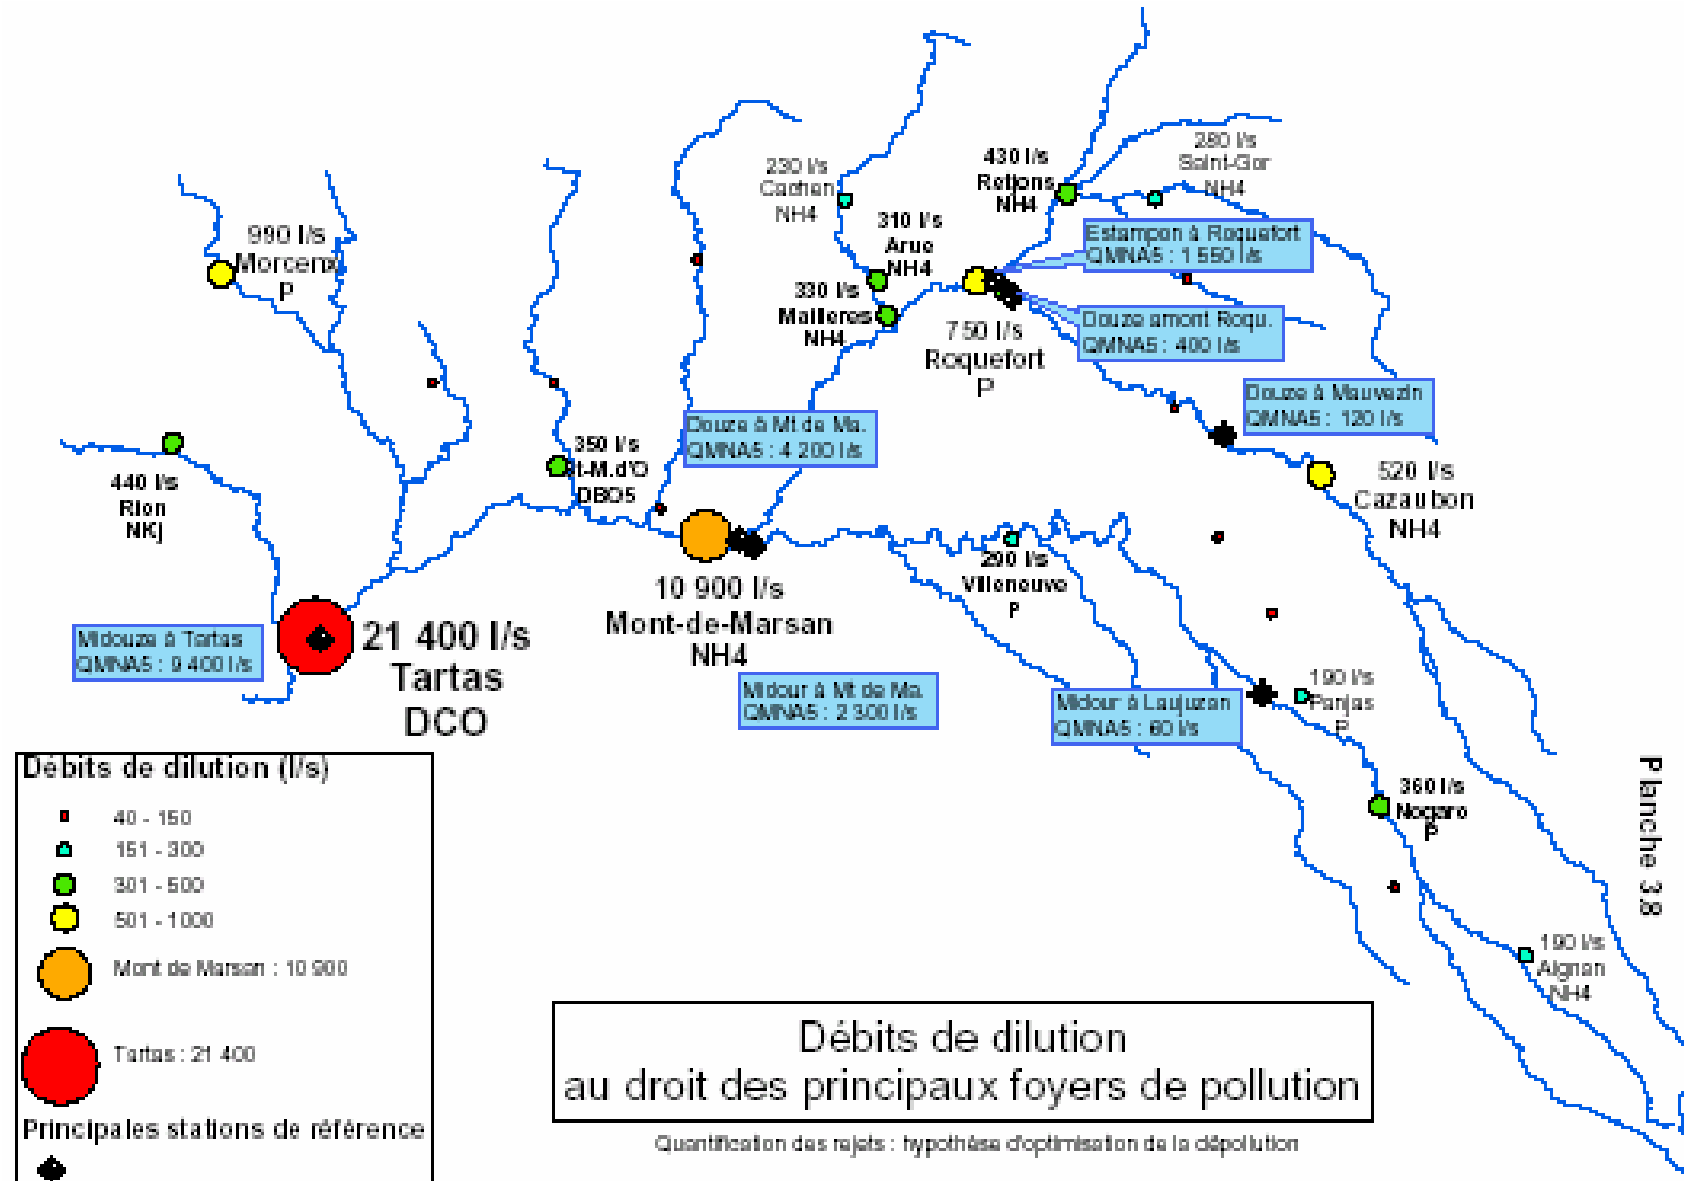 280 l/s
Saint-Gor
NH4
430 l/s
Retjons
NH4
230 l/s
Cachen
NH4
310 l/s
Arue
NH4
Estampon à Roquefort
QMNA5 : 1 550 l/s
990 l/s
Morcenx
P
330 l/s
Mailleres
NH4
750 l/s
Roquefort
P
Douze amont Roqu.
QMNA5 : 400 l/s
Douze à Mauvezin
QMNA5 : 120 l/s
Douze à Mt de Ma.
QMNA5 : 4 200 l/s
350 l/s
t-M.d'O
DBO5
440 l/s
Rion
NKj
520 l/s
Cazaubon
NH4
290 l/s
Villeneuve
P
10 900 l/s
Mont-de-Marsan
NH4
Midouze à Tartas
QMNA5 : 9 400 l/s
21 400 l/s
Tartas
DCO
Midour à Mt de Ma.
QMNA5 : 2 300 l/s
Midour à Laujuzan
QMNA5 : 60 l/s
190 l/s
Panjas
P
360 l/s
Nogaro
P
190 l/s
Aignan
NH4
Planche 3.8
Débits de dilution (l/s)
40 - 150
151 - 300
301 - 500
501 - 1000
Mont de Marsan : 10 900
Tartas : 21 400
Principales stations de référence
Débits de dilution
au droit des principaux foyers de pollution
Quantification des rejets : hypothèse d'optimisation de la dépollution